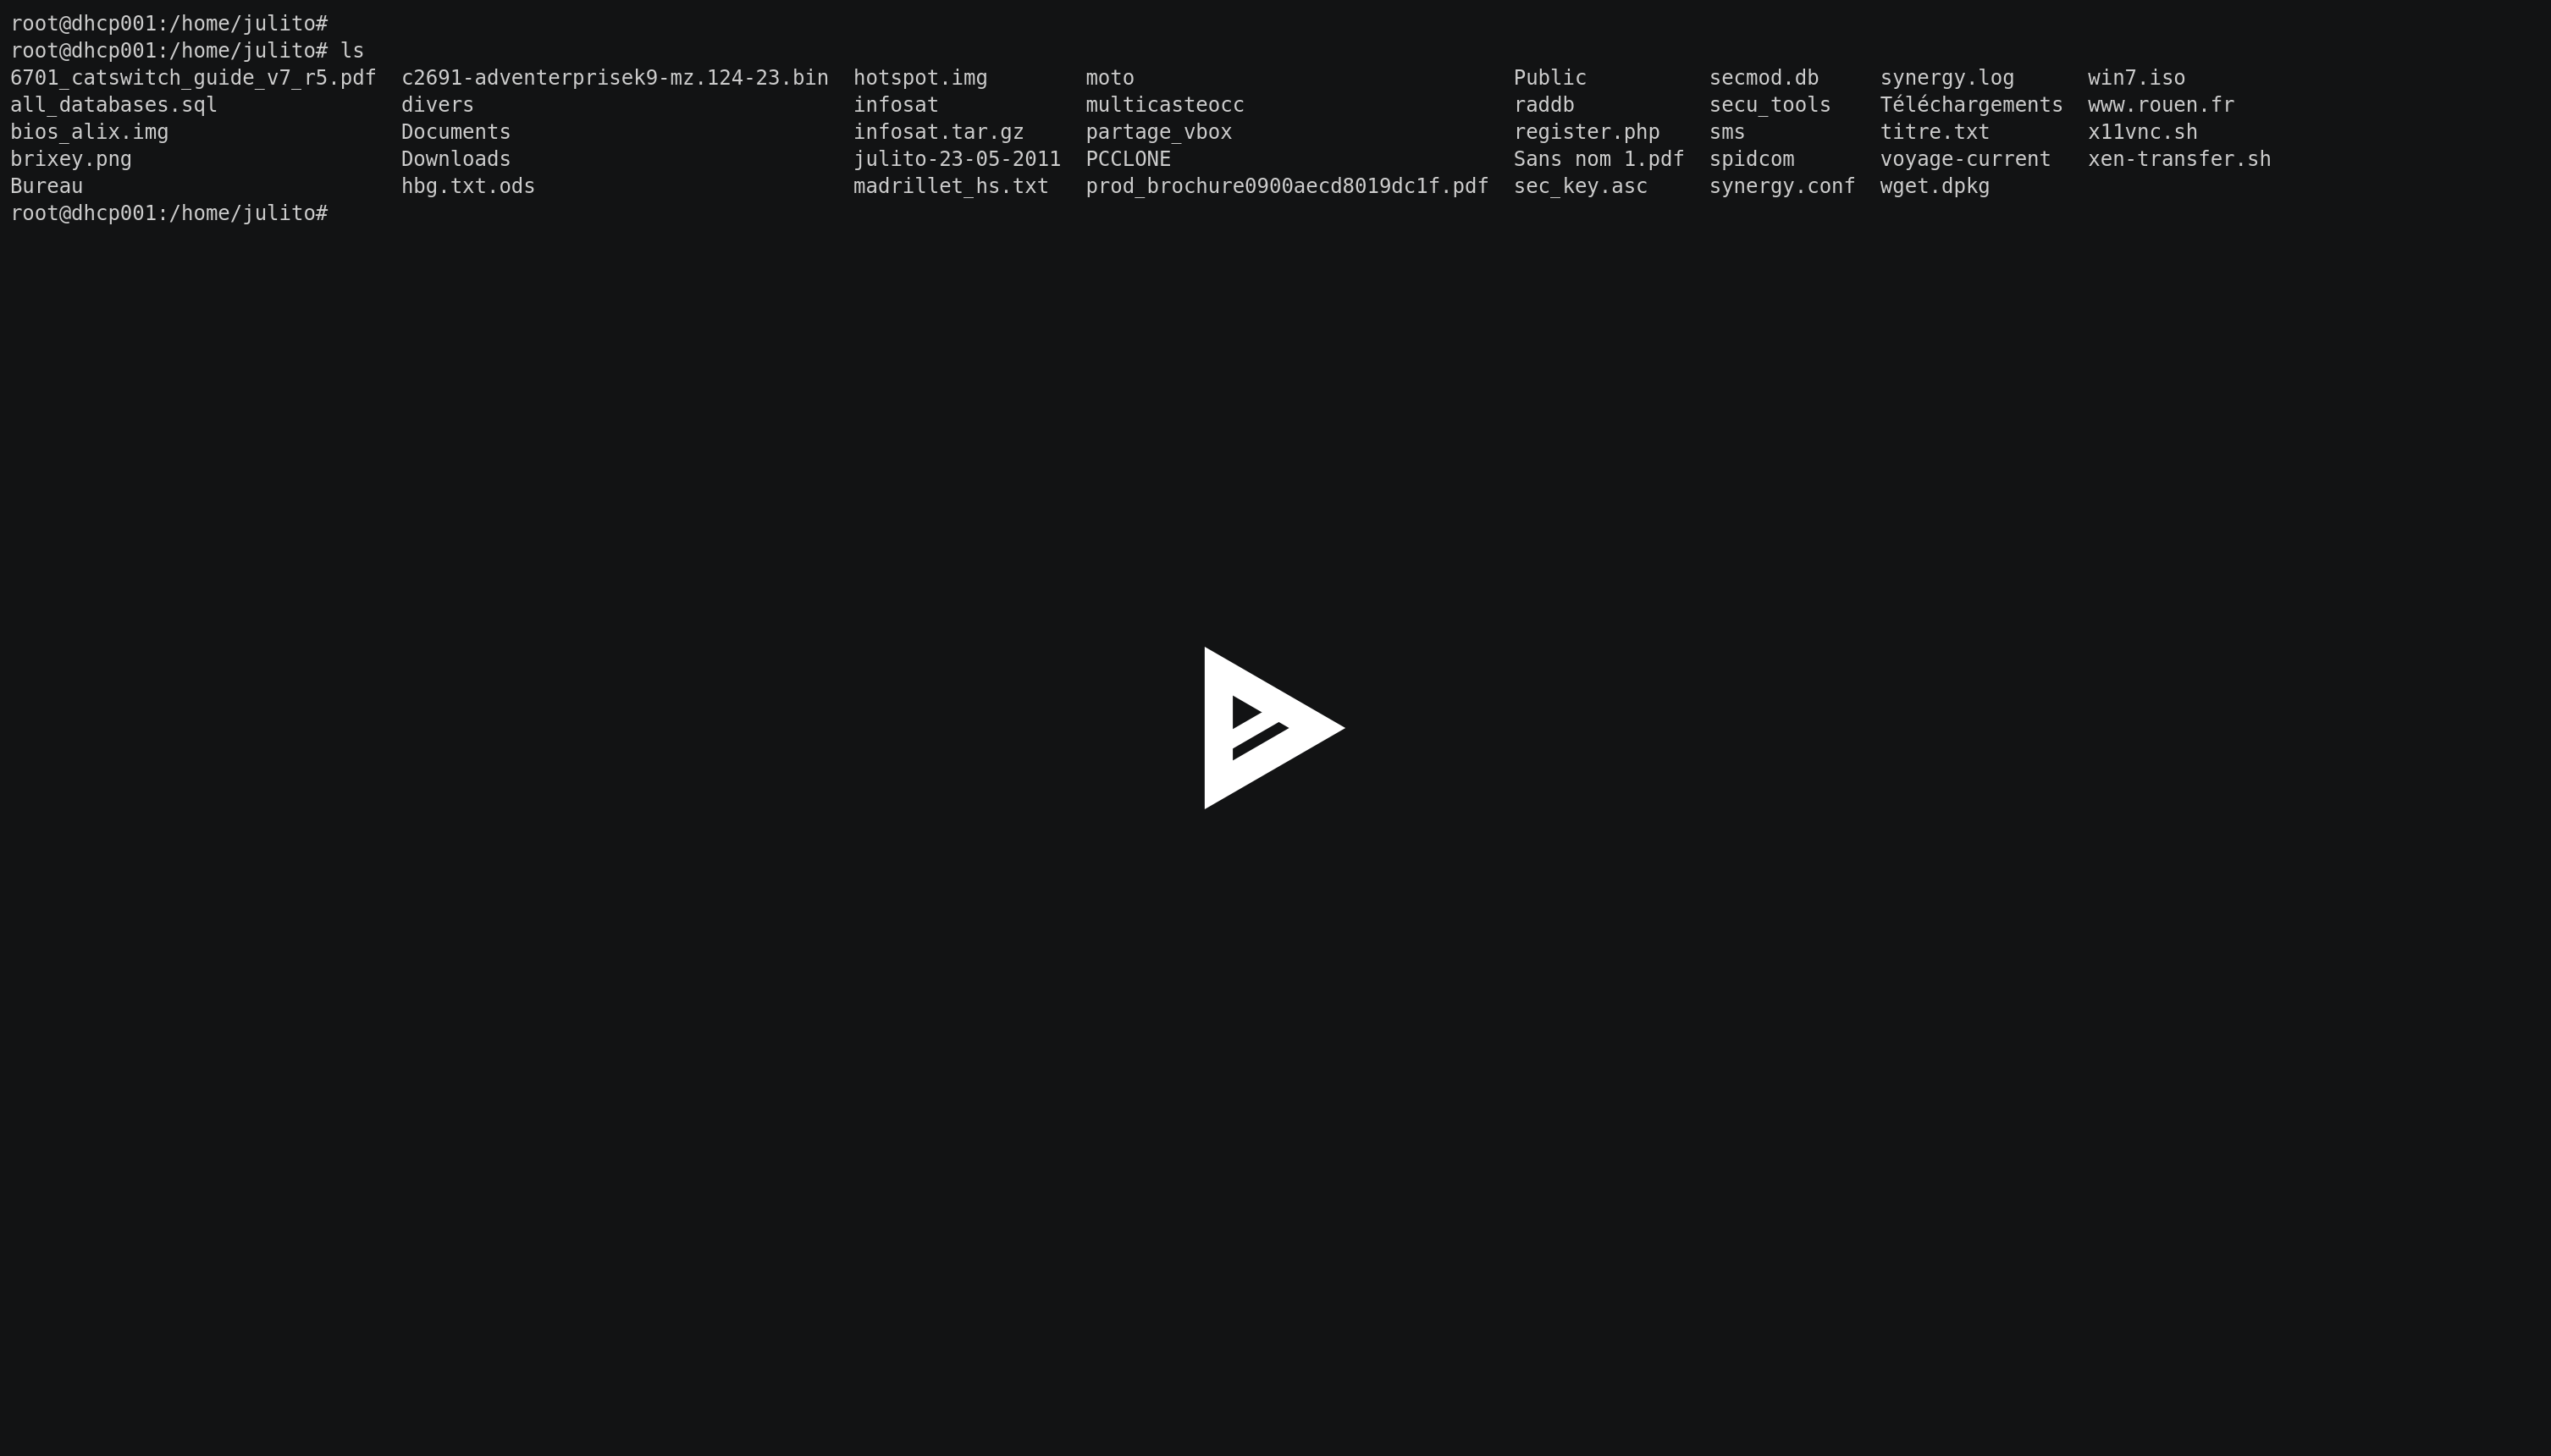 root@dhcp001:/home/julito#
root@dhcp001:/home/julito# ls
6701_catswitch_guide_v7_r5.pdf  c2691-adventerprisek9-mz.124-23.bin  hotspot.img        moto                               Public          secmod.db    synergy.log      win7.iso
all_databases.sql               divers                               infosat            multicasteocc                      raddb           secu_tools   Téléchargements  www.rouen.fr
bios_alix.img                   Documents                            infosat.tar.gz     partage_vbox                       register.php    sms          titre.txt        x11vnc.sh
brixey.png                      Downloads                            julito-23-05-2011  PCCLONE                            Sans nom 1.pdf  spidcom      voyage-current   xen-transfer.sh
Bureau                          hbg.txt.ods                          madrillet_hs.txt   prod_brochure0900aecd8019dc1f.pdf  sec_key.asc     synergy.conf  wget.dpkg
root@dhcp001:/home/julito#